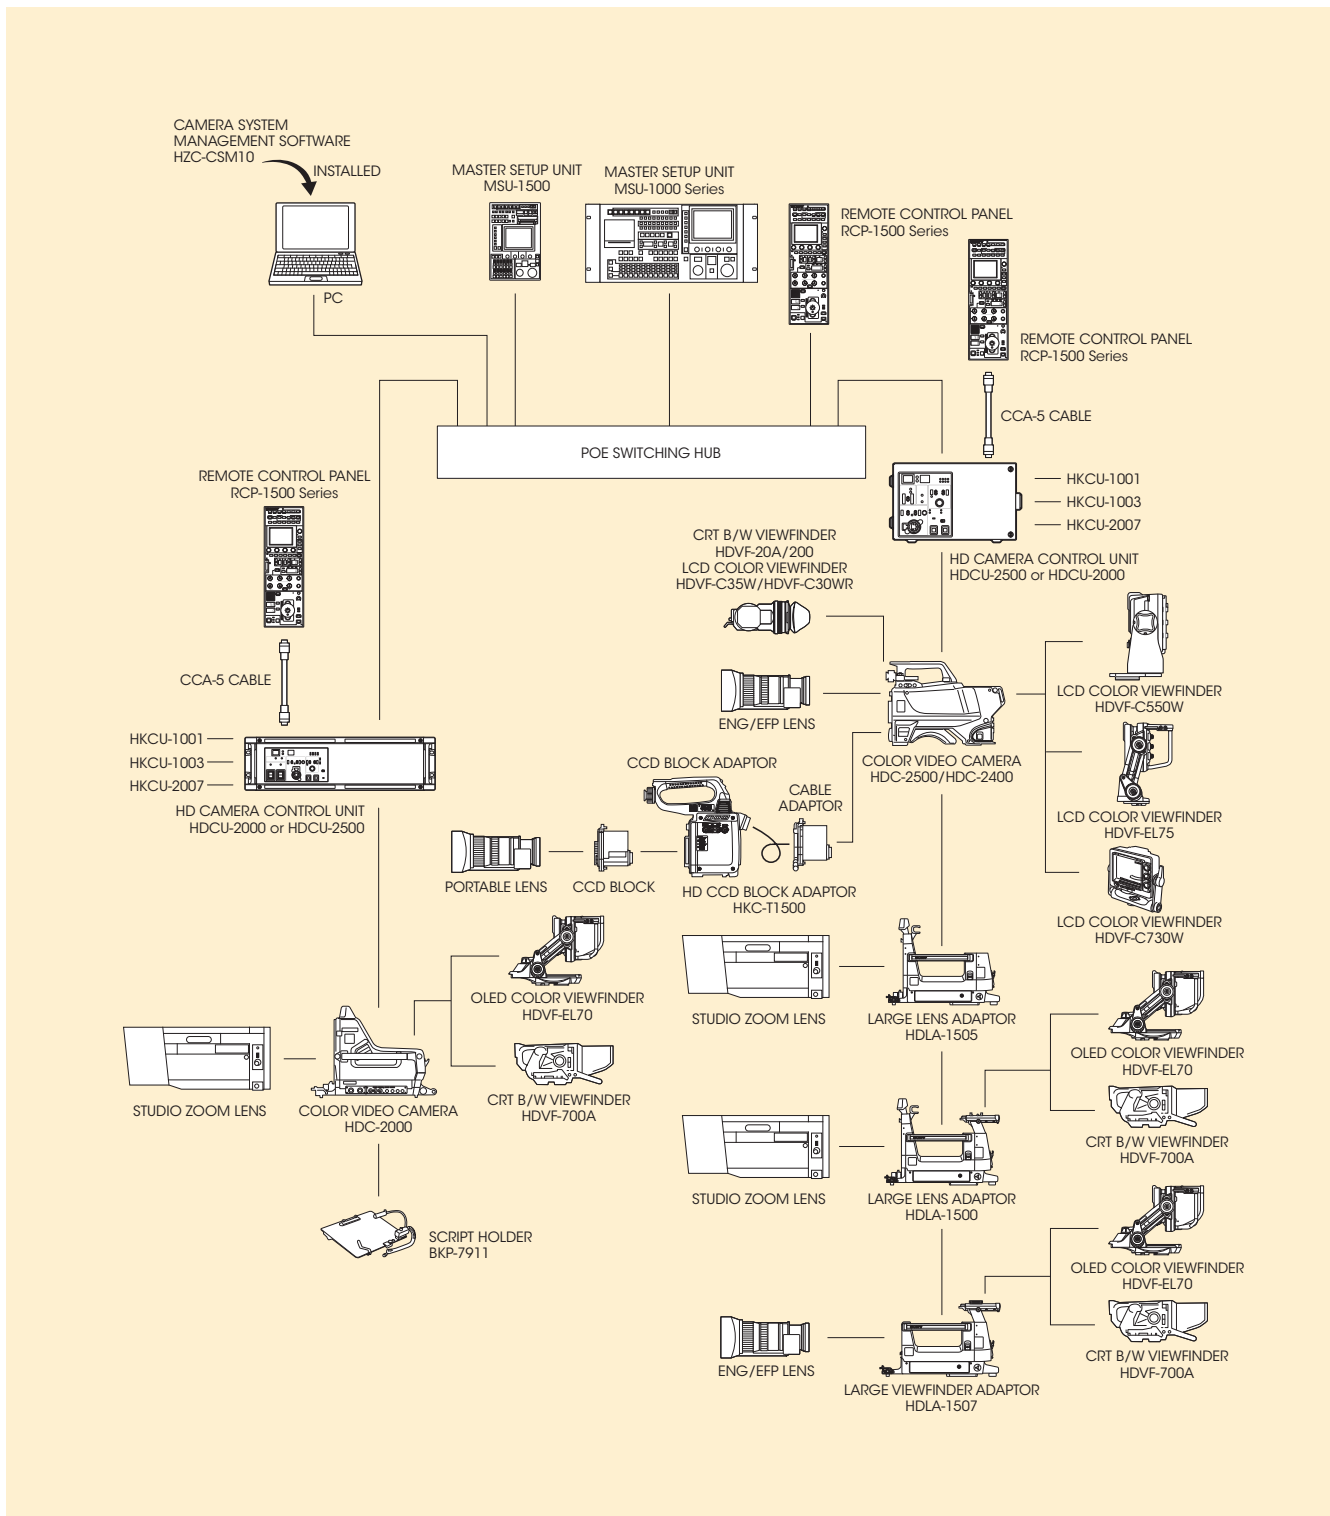 CAMERA SYSTEM
MANAGEMENT SOFTWARE
HZC-CSM10
INSTALLED
PC
MASTER SETUP UNIT
MSU-1500
MASTER SETUP UNIT
MSU-1000 Series
REMOTE CONTROL PANEL
RCP-1500 Series
REMOTE CONTROL PANEL
RCP-1500 Series
CCA-5 CABLE
POE SWITCHING HUB
REMOTE CONTROL PANEL
RCP-1500 Series
CCA-5 CABLE
HKCU-1001
HKCU-1003
HKCU-2007
HD CAMERA CONTROL UNIT
HDCU-2500 or HDCU-2000
CRT B/W VIEWFINDER
HDVF-20A/200
LCD COLOR VIEWFINDER
HDVF-C35W/HDVF-C30WR
ENG/EFP LENS
COLOR VIDEO CAMERA
HDC-2500/HDC-2400
LCD COLOR VIEWFINDER
HDVF-C550W
LCD COLOR VIEWFINDER
HDVF-EL75
LCD COLOR VIEWFINDER
HDVF-C730W
HKCU-1001
HKCU-1003
HKCU-2007
HD CAMERA CONTROL UNIT
HDCU-2000 or HDCU-2500
CCD BLOCK ADAPTOR
CABLE
ADAPTOR
PORTABLE LENS
CCD BLOCK
HD CCD BLOCK ADAPTOR
HKC-T1500
OLED COLOR VIEWFINDER
HDVF-EL70
CRT B/W VIEWFINDER
HDVF-700A
STUDIO ZOOM LENS
COLOR VIDEO CAMERA
HDC-2000
SCRIPT HOLDER
BKP-7911
STUDIO ZOOM LENS
LARGE LENS ADAPTOR
HDLA-1505
OLED COLOR VIEWFINDER
HDVF-EL70
CRT B/W VIEWFINDER
HDVF-700A
STUDIO ZOOM LENS
LARGE LENS ADAPTOR
HDLA-1500
OLED COLOR VIEWFINDER
HDVF-EL70
CRT B/W VIEWFINDER
HDVF-700A
ENG/EFP LENS
LARGE VIEWFINDER ADAPTOR
HDLA-1507